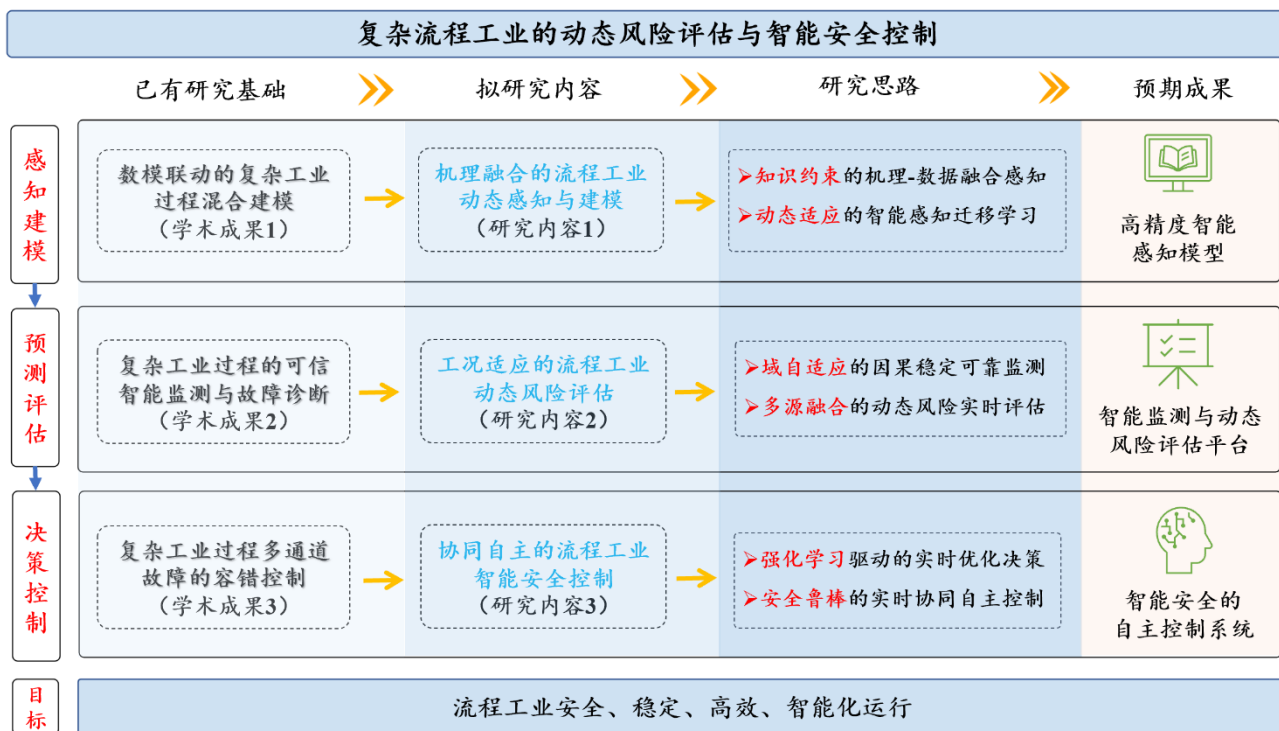 复杂流程工业的动态风险评估与智能安全控制
已有研究基础
拟研究内容
研究思路
预期成果
感知建模
数模联动的复杂工业
过程混合建模
(学术成果1)
机理融合的流程工业
动态感知与建模
(研究内容1)
➤知识约束的机理-数据融合感知
➤动态适应的智能感知迁移学习
高精度智能
感知模型
预测评估
复杂工业过程的可信
智能监测与故障诊断
(学术成果2)
工况适应的流程工业
动态风险评估
(研究内容2)
➤域自适应的因果稳定可靠监测
➤多源融合的动态风险实时评估
智能监测与动态
风险评估平台
决策控制
复杂工业过程多通道
故障的容错控制
(学术成果3)
协同自主的流程工业
智能安全控制
(研究内容3)
➤强化学习驱动的实时优化决策
➤安全鲁棒的实时协同自主控制
智能安全的
自主控制系统
目标
流程工业安全、稳定、高效、智能化运行